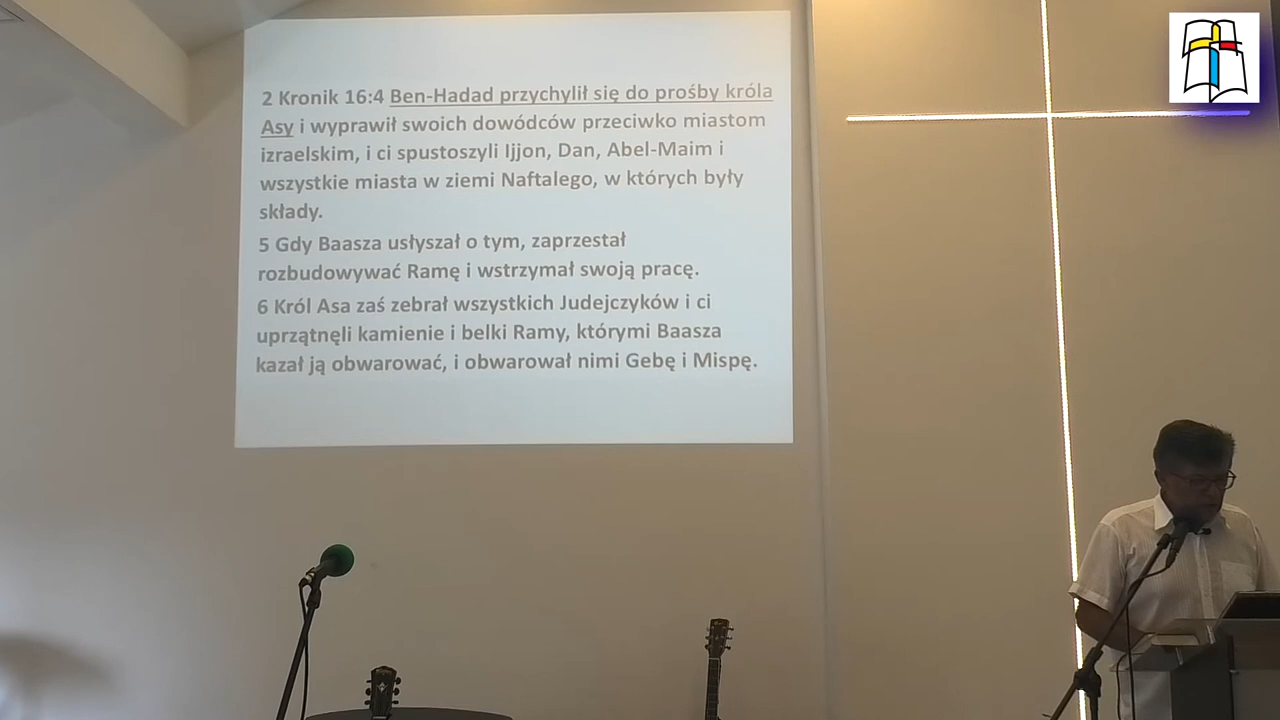 2 Kronik 16:4 Ben-Hadad przychylił się do prośby króla
Asy i wyprawił swoich dowódców przeciwko miastom
izraelskim, i ci spustoszyli Ijjon, Dan, Abel-Maim i
wszystkie miasta w ziemi Naftalego, w których były
składy.
5 Gdy Baasza usłyszał o tym, zaprzestał
rozbudowywać Ramę i wstrzymał swoją pracę.
6 Król Asa zaś zebrał wszystkich Judejczyków i ci
uprzątnęli kamienie i belki Ramy, którymi Baasza
kazał ją obwarować, i obwarował nimi Gebę i Mispę.